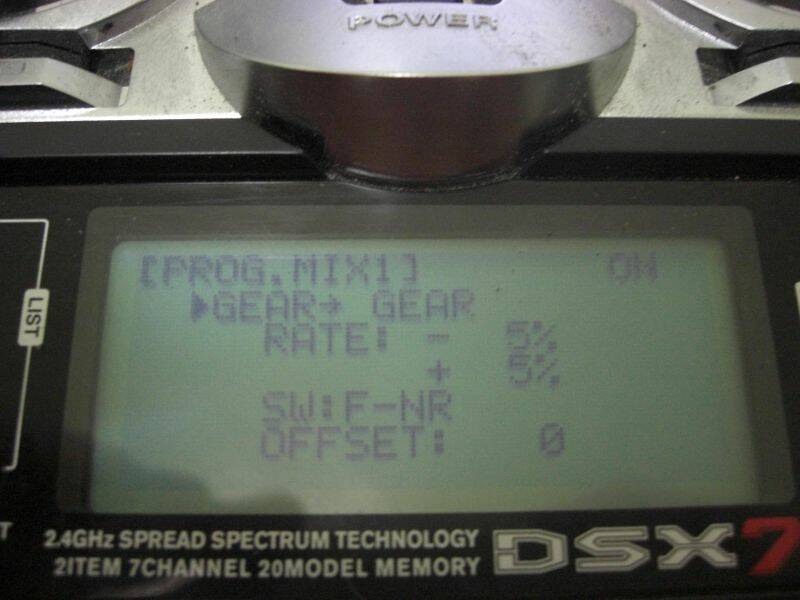 POWER
[PROG.MIX1] ON
▶GEAR→ GEAR
RATE: - 5%
+ 5%
SW:F-NR
OFFSET: 0
LIST
2.4GHz SPREAD SPECTRUM TECHNOLOGY
2ITEM 7CHANNEL 20MODEL MEMORY
DSX7